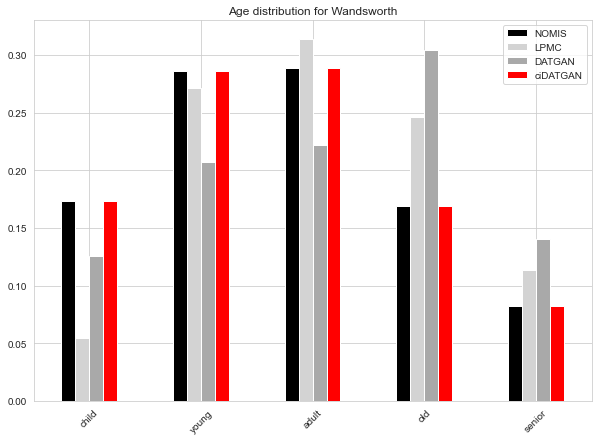 Age distribution for Wandsworth
NOMIS
LPMC
DATGAN
ciDATGAN
0.30
0.25
0.20
0.15
0.10
0.05
0.00
child
young
adult
old
senior